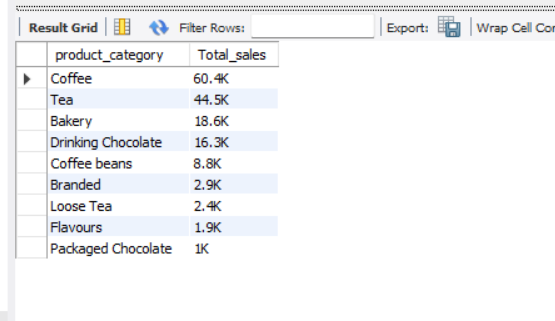 Result Grid Filter Rows: Export: Wrap Cell Con
product_category Total_sales
Coffee 60.4K
Tea 44.5K
Bakery 18.6K
Drinking Chocolate 16.3K
Coffee beans 8.8K
Branded 2.9K
Loose Tea 2.4K
Flavours 1.9K
Packaged Chocolate 1K